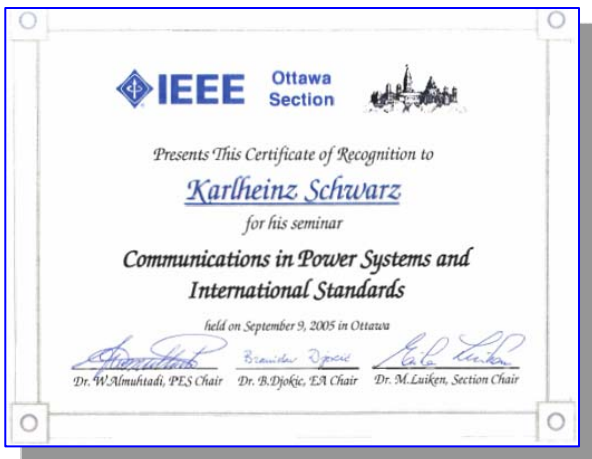 IEEE
Ottawa
Section
Presents This Certificate of Recognition to
Karlheinz Schwarz
for his seminar
Communications in Power Systems and
International Standards
held on September 9, 2005 in Ottawa
Branislav Djokic
Dr. W.Almuhtadi, PES Chair Dr. B.Djokic, EA Chair Dr. M.Luiken, Section Chair